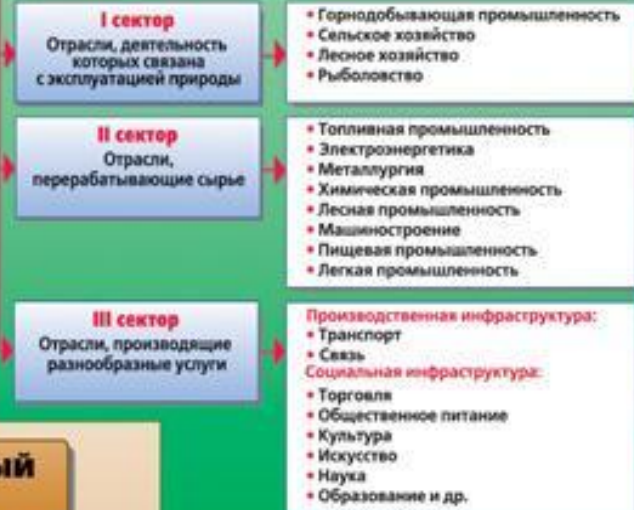 I сектор
Отрасли, деятельность
которых связана
с эксплуатацией природы
• Горнодобывающая промышленность
• Сельское хозяйство
• Лесное хозяйство
• Рыболовство
II сектор
Отрасли,
перерабатывающие сырье
• Топливная промышленность
• Электроэнергетика
• Металлургия
• Химическая промышленность
• Лесная промышленность
• Машиностроение
• Пищевая промышленность
• Легкая промышленность
III сектор
Отрасли, производящие
разнообразные услуги
Производственная инфраструктура:
• Транспорт
• Связь
Социальная инфраструктура:
• Торговля
• Общественное питание
• Культура
• Искусство
• Наука
• Образование и др.
ый